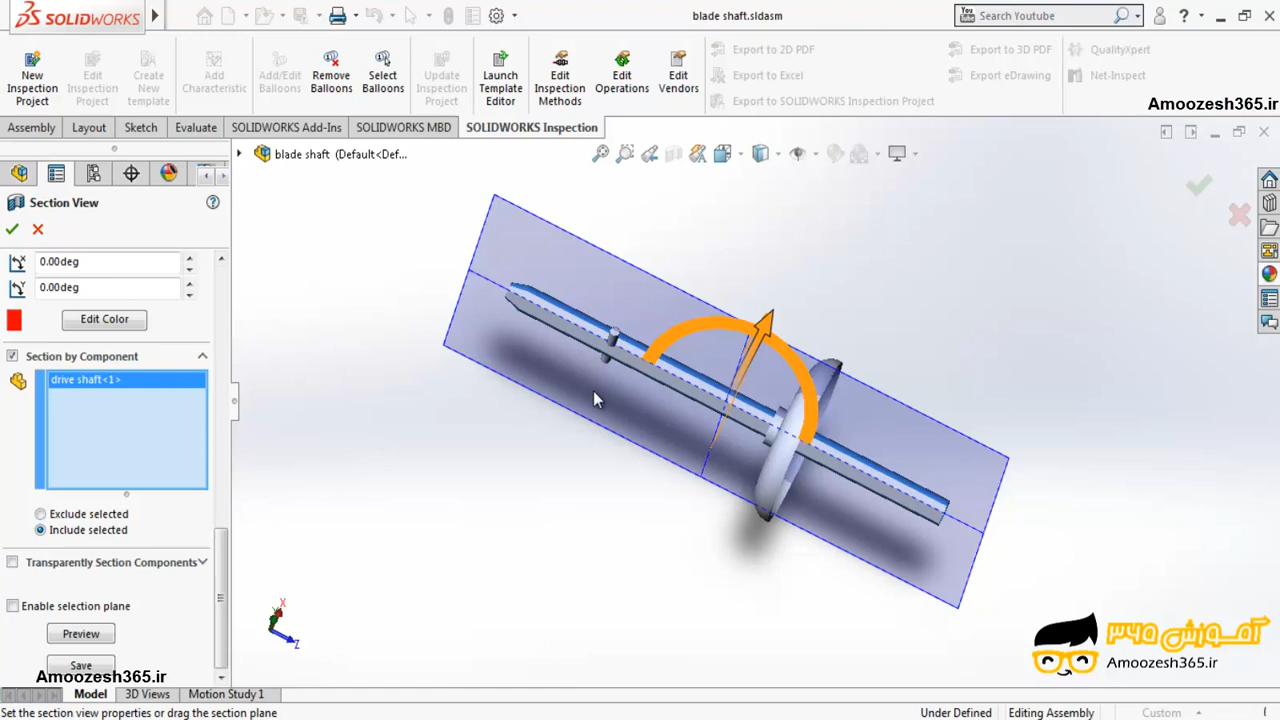 SOLIDWORKS
blade shaft.sldasm
You Tube
Search Youtube
?
New Inspection Project
Edit Inspection Project
Create New template
Add Characteristic
Add/Edit Balloons
Remove Balloons
Select Balloons
Update Inspection Project
Launch Template Editor
Edit Inspection Methods
Edit Operations
Edit Vendors
Export to 2D PDF
Export to Excel
Export to SOLIDWORKS Inspection Project
Export to 3D PDF
Export eDrawing
QualityXpert
Net-Inspect
Amoozesh365.ir
Assembly
Layout
Sketch
Evaluate
SOLIDWORKS Add-Ins
SOLIDWORKS MBD
SOLIDWORKS Inspection
blade shaft (Default<Def...
Section View
0.00deg
0.00deg
Edit Color
Section by Component
drive shaft<1>
Exclude selected
Include selected
Transparently Section Components
Enable selection plane
Preview
Save
Amoozesh365.ir
X
Z
آمـوزش ۳۶۵
Amoozesh365.ir
Model
3D Views
Motion Study 1
Set the section view properties or drag the section plane
Under Defined
Editing Assembly
Custom